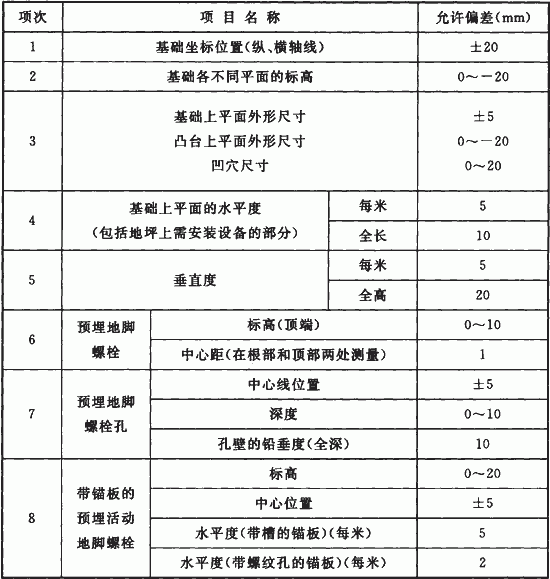 项次 项目名称 允许偏差(mm)
1 基础坐标位置(纵、横轴线) ±20
2 基础各不同平面的标高 0～－20
3 基础上平面外形尺寸 ±5
凸台上平面外形尺寸 0～－20
凹穴尺寸 0～20
4 基础上平面的水平度(包括地坪上需安装设备的部分) 每米 5
全长 10
5 垂直度 每米 5
全高 20
6 预埋地脚螺栓 标高(顶端) 0～10
中心距(在根部和顶部两处测量) 1
7 预埋地脚螺栓孔 中心线位置 ±5
深度 0～10
孔壁的铅垂度(全深) 10
8 带锚板的预埋活动地脚螺栓 标高 0～20
中心位置 ±5
水平度(带槽的锚板)(每米) 5
水平度(带螺纹孔的锚板)(每米) 2